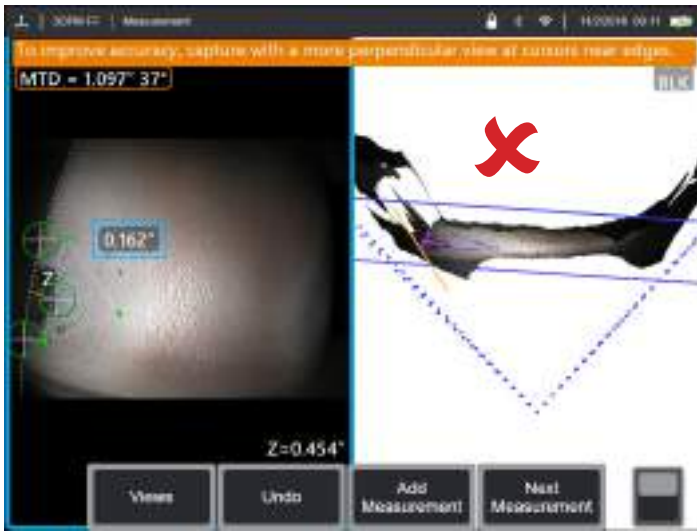 Measurement
To improve accuracy, capture with a more perpendicular view at cursors near edges.
MTD = 1.097" 37°
BLK
0.162"
Z
Z=0.454"
Views
Undo
Add
Measurement
Next
Measurement